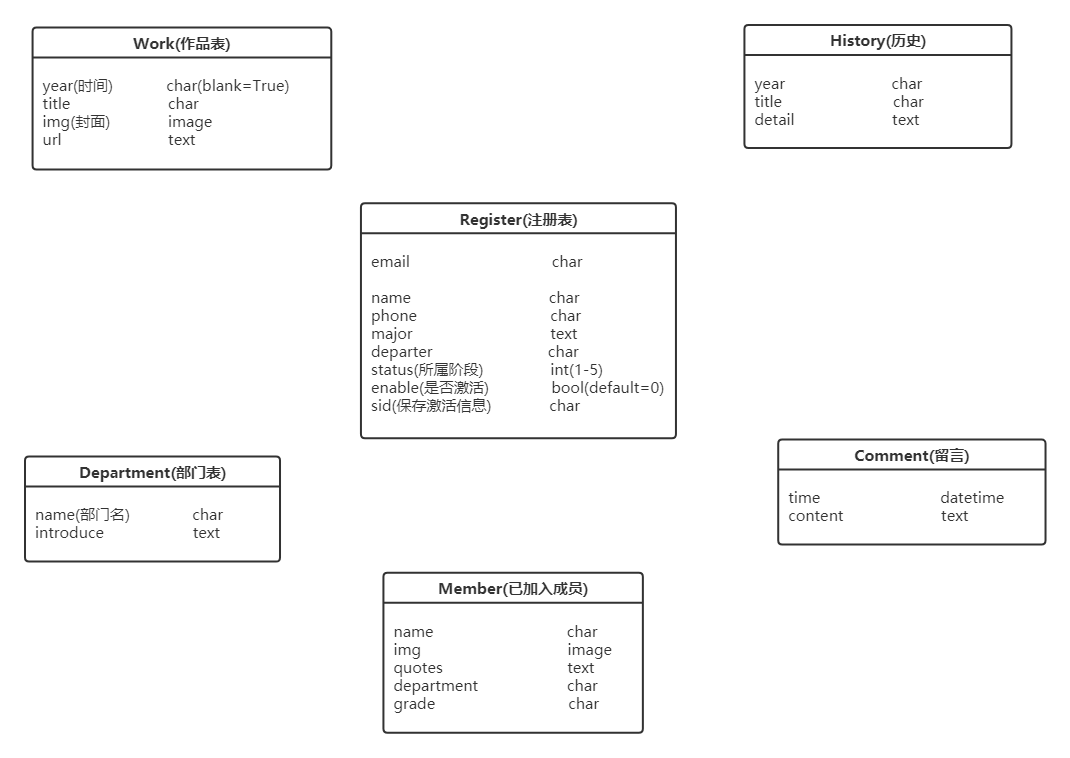 Work(作品表)
year(时间) char(blank=True)
title char
img(封面) image
url text
History(历史)
year char
title char
detail text
Register(注册表)
email char
name char
phone char
major text
departer char
status(所属阶段) int(1-5)
enable(是否激活) bool(default=0)
sid(保存激活信息) char
Department(部门表)
name(部门名) char
introduce text
Comment(留言)
time datetime
content text
Member(已加入成员)
name char
img image
quotes text
department char
grade char